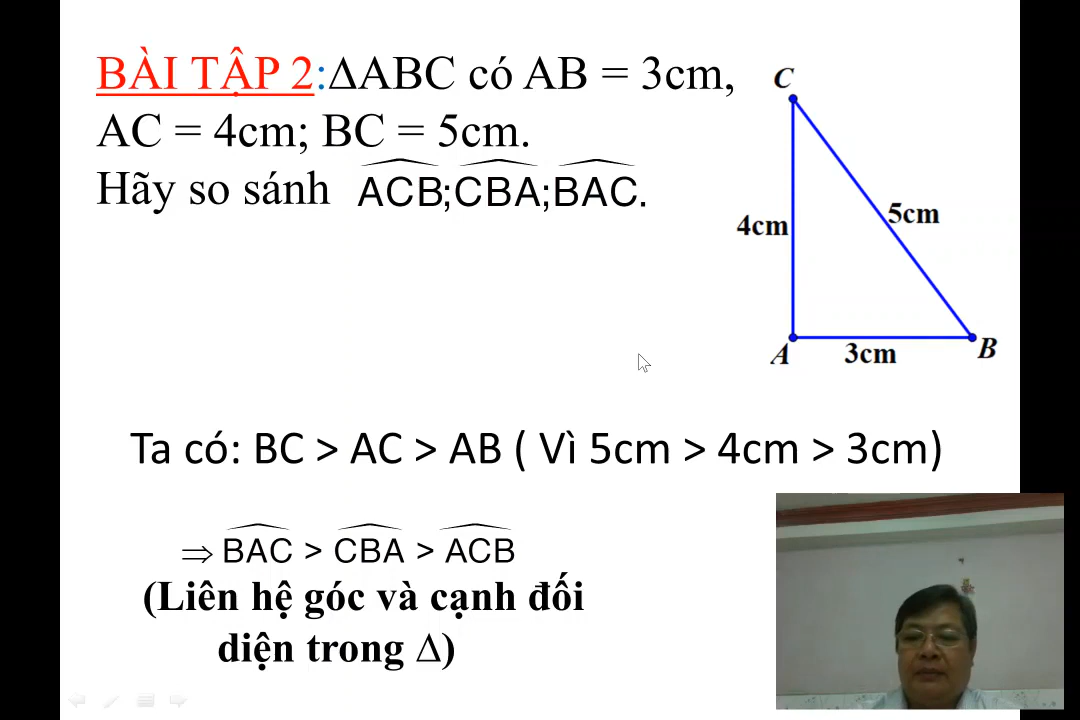 BÀI TẬP 2:∆ABC có AB = 3cm,
AC = 4cm; BC = 5cm.
Hãy so sánh ACB;CBA;BAC.
C
4cm
5cm
A
3cm
B
Ta có: BC > AC > AB ( Vì 5cm > 4cm > 3cm)
⇒ BAC > CBA > ACB
(Liên hệ góc và cạnh đối
diện trong ∆)